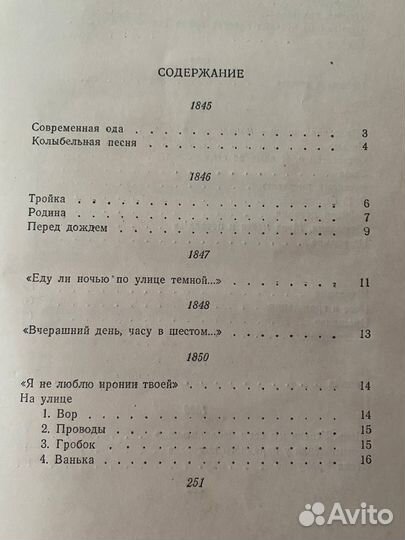 СОДЕРЖАНИЕ
1845
Современная ода . . . . . . . . . . . . . 3
Колыбельная песня . . . . . . . . . . . . 4
1846
Тройка . . . . . . . . . . . . . . . . 6
Родина . . . . . . . . . . . . . . . . 7
Перед дождем . . . . . . . . . . . . . . 9
1847
«Еду ли ночью по улице темной...» . . . . . . 11
1848
«Вчерашний день, часу в шестом...» . . . . . . 13
1850
«Я не люблю иронии твоей» . . . . . . . . . 14
На улице
1. Вор . . . . . . . . . . . . . . . 14
2. Проводы . . . . . . . . . . . . . 15
3. Гробок . . . . . . . . . . . . . . 15
4. Ванька . . . . . . . . . . . . . . 16
251
Avito